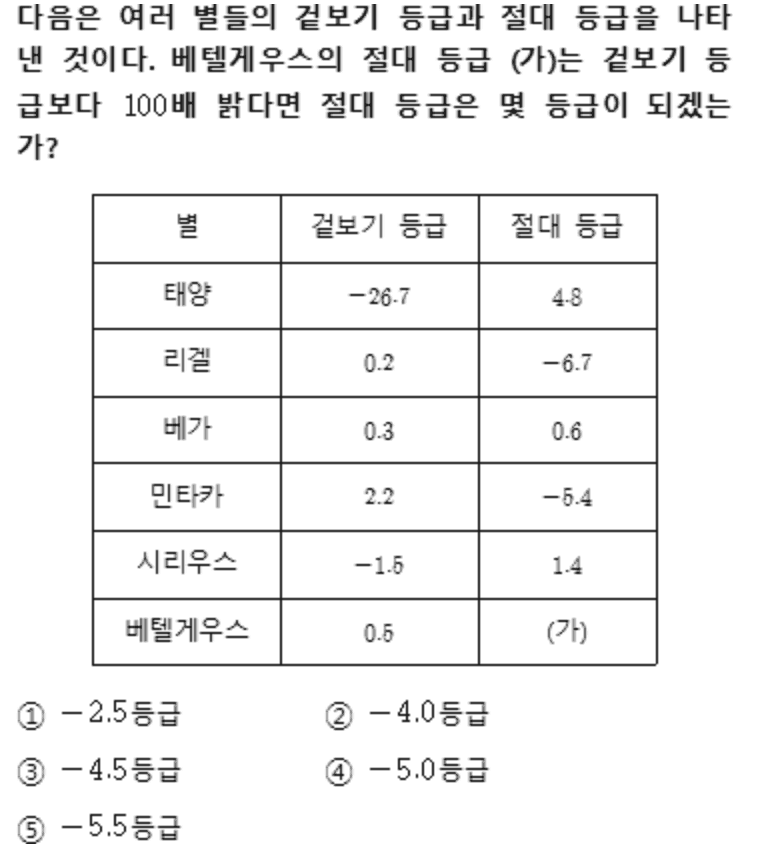 다음은 여러 별들의 겉보기 등급과 절대 등급을 나타
낸 것이다. 베텔게우스의 절대 등급 (가)는 겉보기 등
급보다 100배 밝다면 절대 등급은 몇 등급이 되겠는
가?
별 겉보기 등급 절대 등급
태양 -26.7 4.8
리겔 0.2 -6.7
베가 0.3 0.6
민타카 2.2 -5.4
시리우스 -1.5 1.4
베텔게우스 0.5 (가)
① -2.5등급 ② -4.0등급
③ -4.5등급 ④ -5.0등급
⑤ -5.5등급